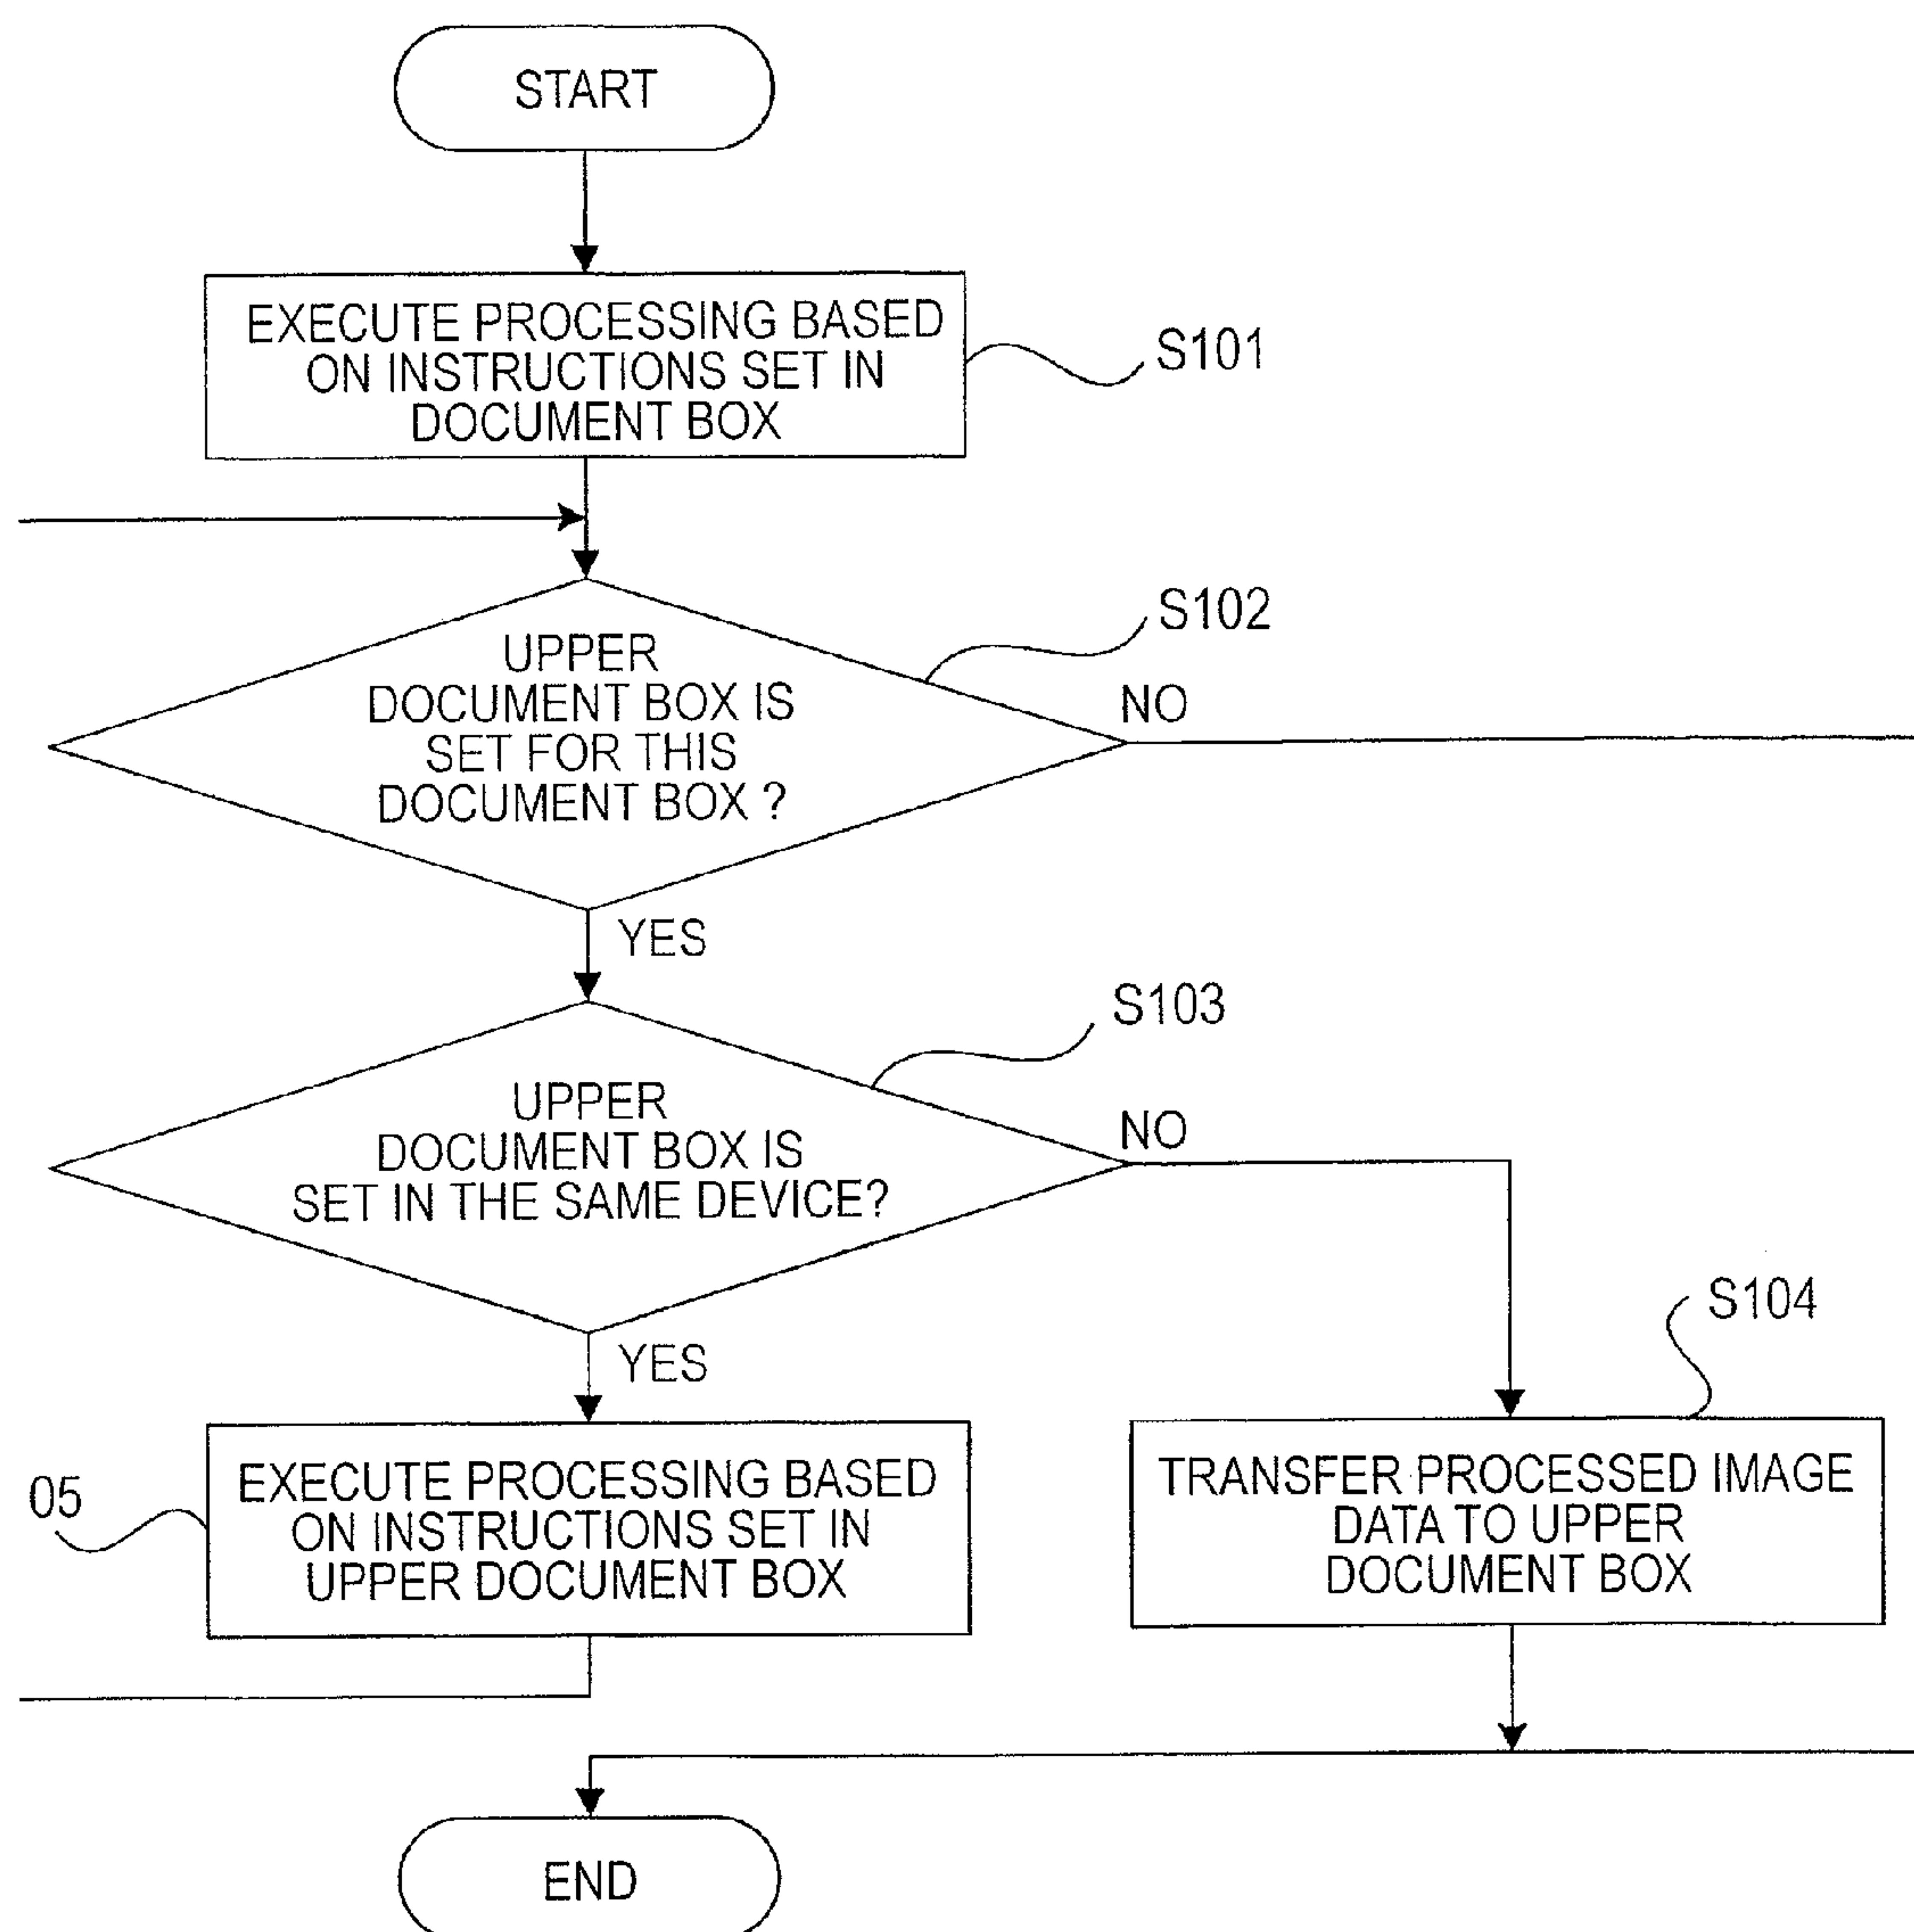 START
EXECUTE PROCESSING BASED
ON INSTRUCTIONS SET IN
DOCUMENT BOX
S101
UPPER
DOCUMENT BOX IS
SET FOR THIS
DOCUMENT BOX ?
S102
NO
YES
UPPER
DOCUMENT BOX IS
SET IN THE SAME DEVICE?
S103
NO
YES
S104
05
EXECUTE PROCESSING BASED
ON INSTRUCTIONS SET IN
UPPER DOCUMENT BOX
TRANSFER PROCESSED IMAGE
DATA TO UPPER
DOCUMENT BOX
END